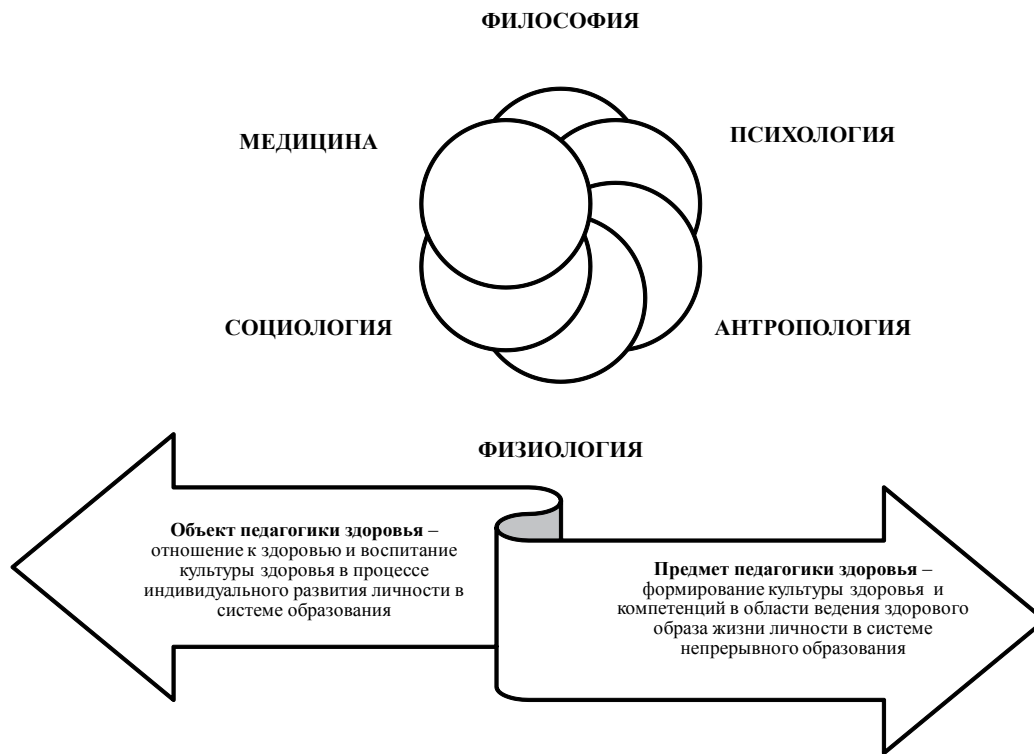 ФИЛОСОФИЯ
МЕДИЦИНА
ПСИХОЛОГИЯ
СОЦИОЛОГИЯ
АНТРОПОЛОГИЯ
ФИЗИОЛОГИЯ
Объект педагогики здоровья –
отношение к здоровью и воспитание
культуры здоровья в процессе
индивидуального развития личности в
системе образования
Предмет педагогики здоровья –
формирование культуры здоровья и
компетенций в области ведения здорового
образа жизни личности в системе
непрерывного образования